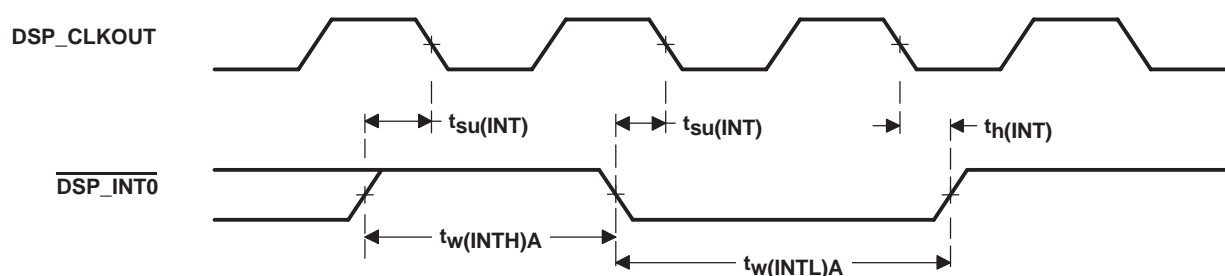 DSP_CLKOUT
tsu(INT)
tsu(INT)
th(INT)
DSP_INT0
tw(INTH)A
tw(INTL)A